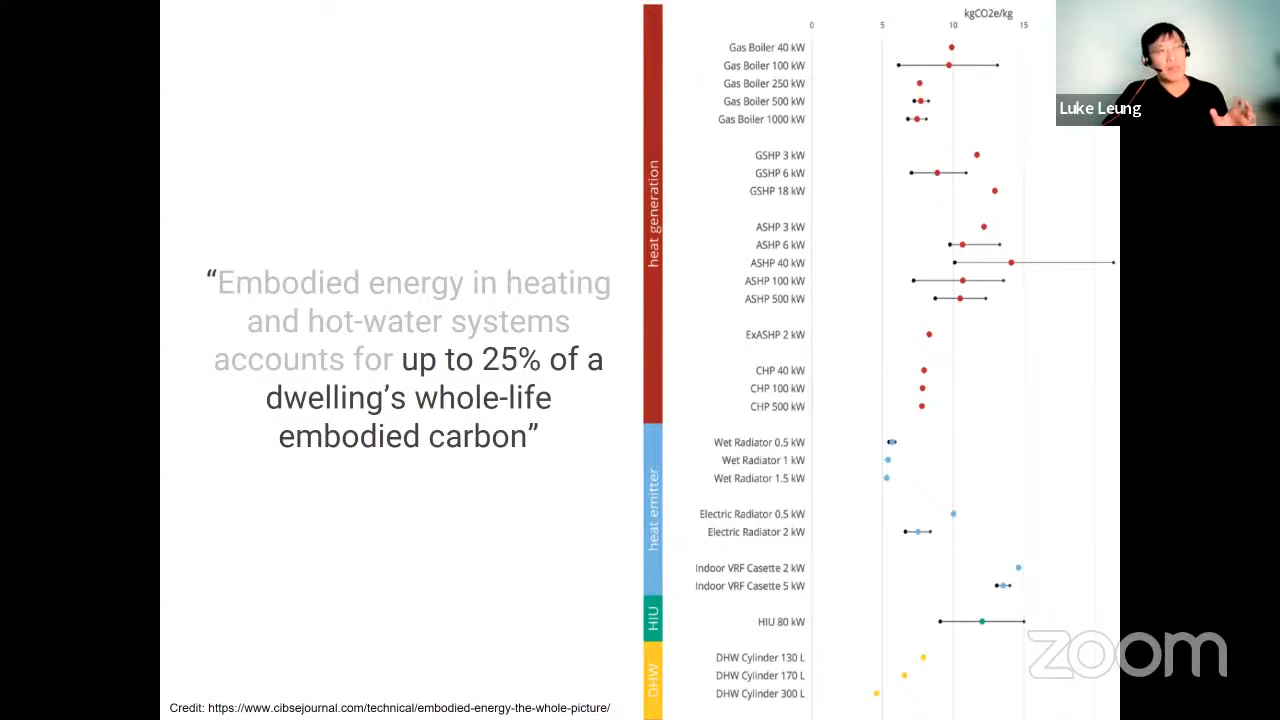 kgCO2e/kg
0 5 10 15
Luke Leung
Gas Boiler 40 kW
Gas Boiler 100 kW
Gas Boiler 250 kW
Gas Boiler 500 kW
Gas Boiler 1000 kW
GSHP 3 kW
GSHP 6 kW
GSHP 18 kW
heat generation
ASHP 3 kW
ASHP 6 kW
ASHP 40 kW
ASHP 100 kW
ASHP 500 kW
“Embodied energy in heating
and hot-water systems
accounts for up to 25% of a
dwelling’s whole-life
embodied carbon”
ExASHP 2 kW
CHP 40 kW
CHP 100 kW
CHP 500 kW
heat emitter
Wet Radiator 0.5 kW
Wet Radiator 1 kW
Wet Radiator 1.5 kW
Electric Radiator 0.5 kW
Electric Radiator 2 kW
Indoor VRF Casette 2 kW
Indoor VRF Casette 5 kW
HIU
HIU 80 kW
zoom
DHW
DHW Cylinder 130 L
DHW Cylinder 170 L
DHW Cylinder 300 L
Credit: https://www.cibsejournal.com/technical/embodied-energy-the-whole-picture/